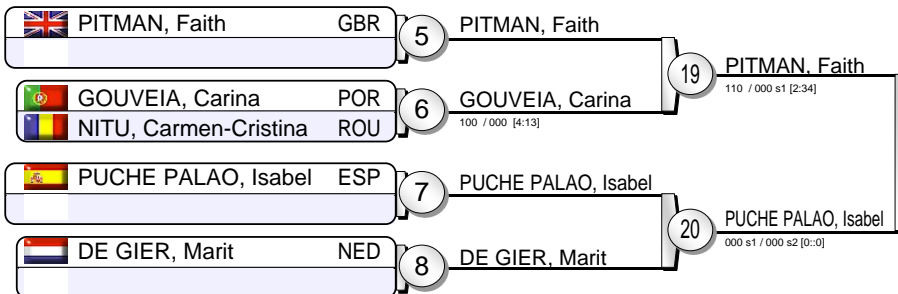 PITMAN, Faith GBR
5
PITMAN, Faith
19
PITMAN, Faith
110 / 000 s1 [2:34]
GOUVEIA, Carina POR
NITU, Carmen-Cristina ROU
6
GOUVEIA, Carina
100 / 000 [4:13]
PUCHE PALAO, Isabel ESP
7
PUCHE PALAO, Isabel
20
PUCHE PALAO, Isabel
000 s1 / 000 s2 [0::0]
DE GIER, Marit NED
8
DE GIER, Marit